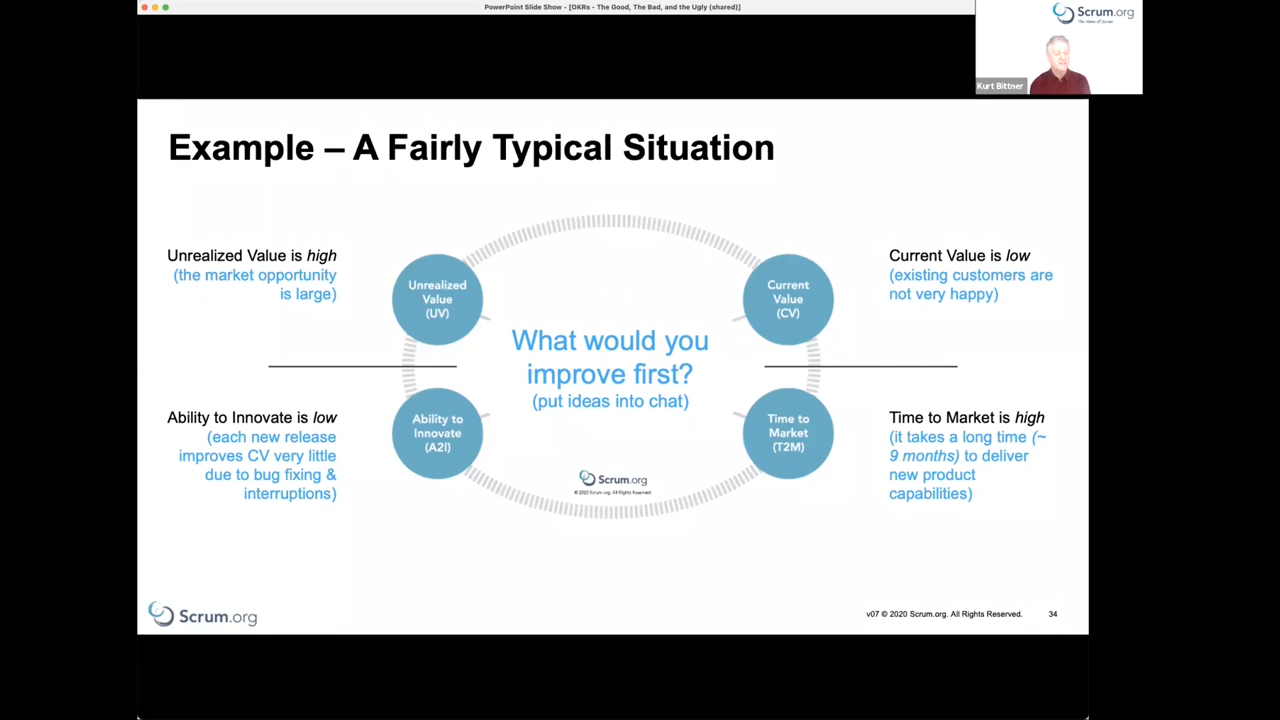 PowerPoint Slide Show - [OKRs - The Good, The Bad, and the Ugly (shared)]
Scrum.org
The Home of Scrum
Kurt Bittner
Example – A Fairly Typical Situation
Unrealized Value is high
(the market opportunity
is large)
Unrealized
Value
(UV)
Current
Value
(CV)
Current Value is low
(existing customers are
not very happy)
What would you
improve first?
(put ideas into chat)
Ability to Innovate is low
(each new release
improves CV very little
due to bug fixing &
interruptions)
Ability to
Innovate
(A2I)
Time to
Market
(T2M)
Time to Market is high
(it takes a long time (~
9 months) to deliver
new product
capabilities)
Scrum.org
© 2020 Scrum.org. All Rights Reserved.
Scrum.org
v07 © 2020 Scrum.org. All Rights Reserved.
34